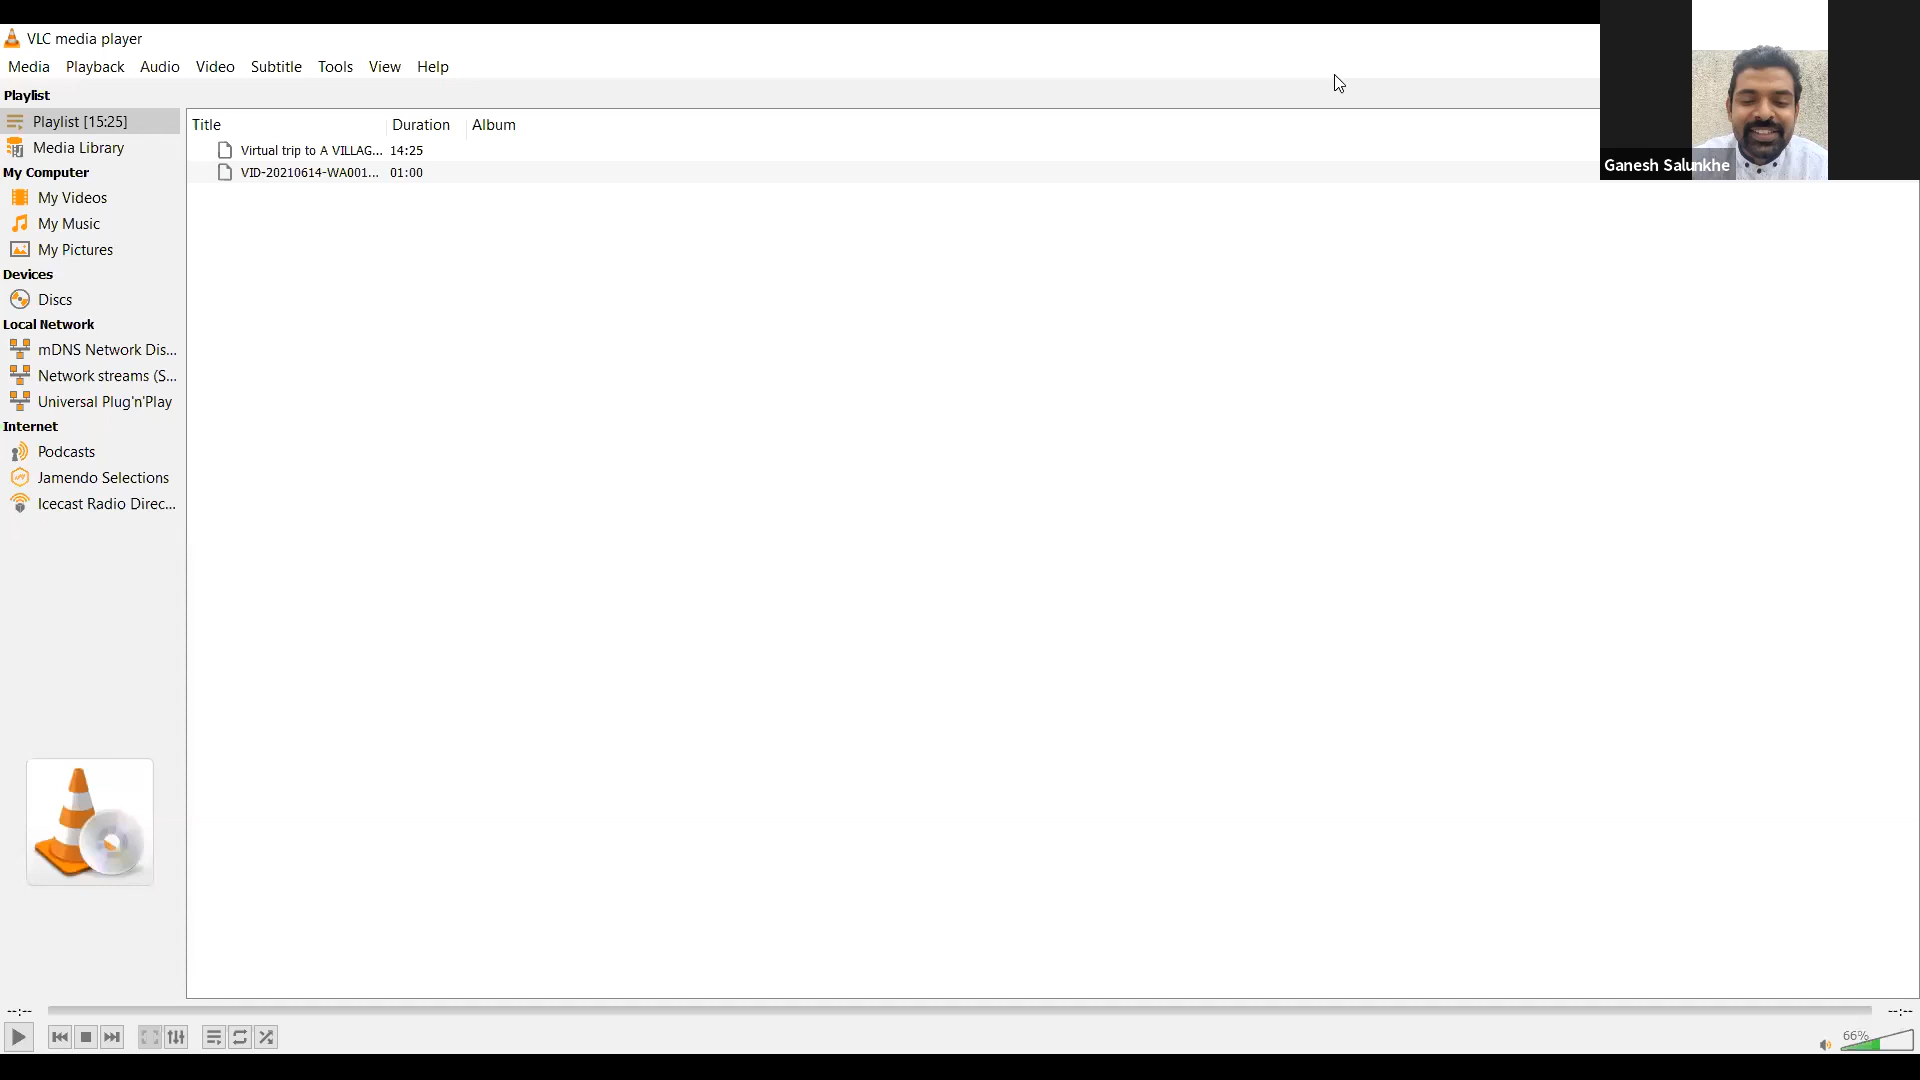 VLC media player
Media Playback Audio Video Subtitle Tools View Help
Playlist
Playlist [15:25]
Media Library
My Computer
My Videos
My Music
My Pictures
Devices
Discs
Local Network
mDNS Network Dis...
Network streams (S...
Universal Plug'n'Play
Internet
Podcasts
Jamendo Selections
Icecast Radio Direc...
Title Duration Album
Virtual trip to A VILLAG... 14:25
VID-20210614-WA001... 01:00
Ganesh Salunkhe
--:-- --:--
66%